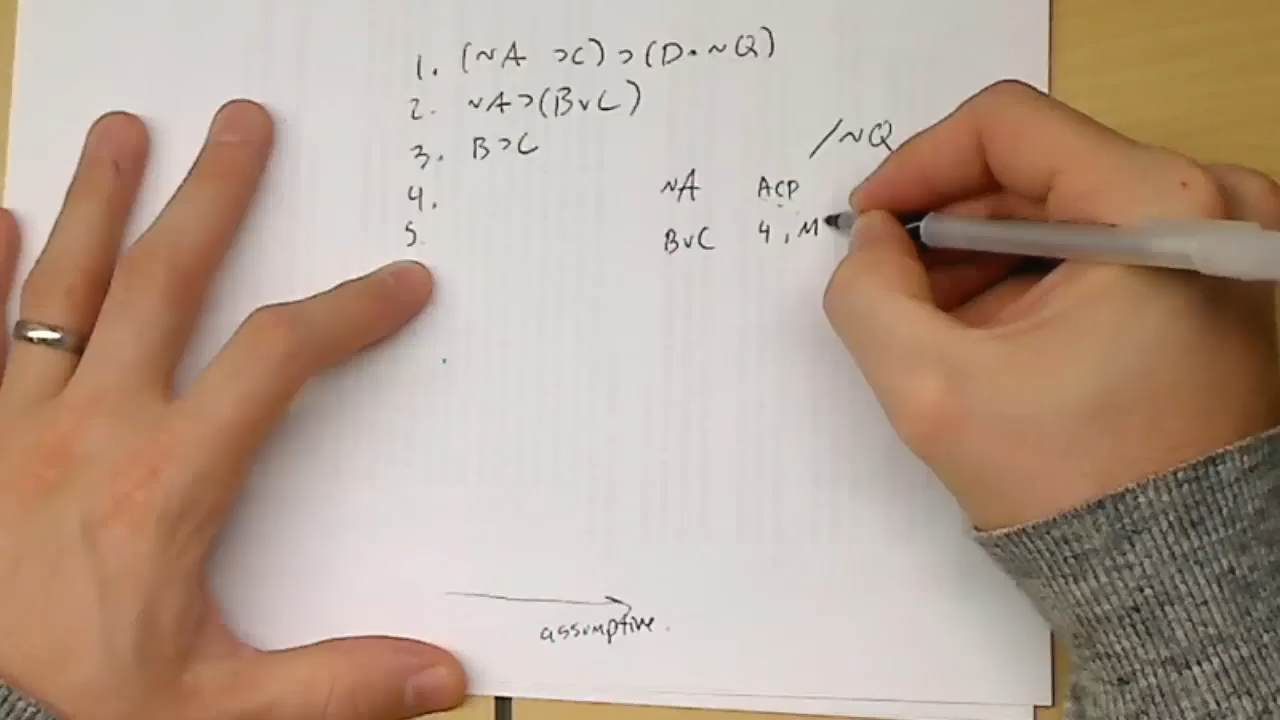 1. (~A ⊃C) ⊃ (D • ~Q)
2. ~A ⊃ (B v C)
3. B ⊃ C
/~Q
4. ~A ACP
5. B v C 4, M
assumptive.